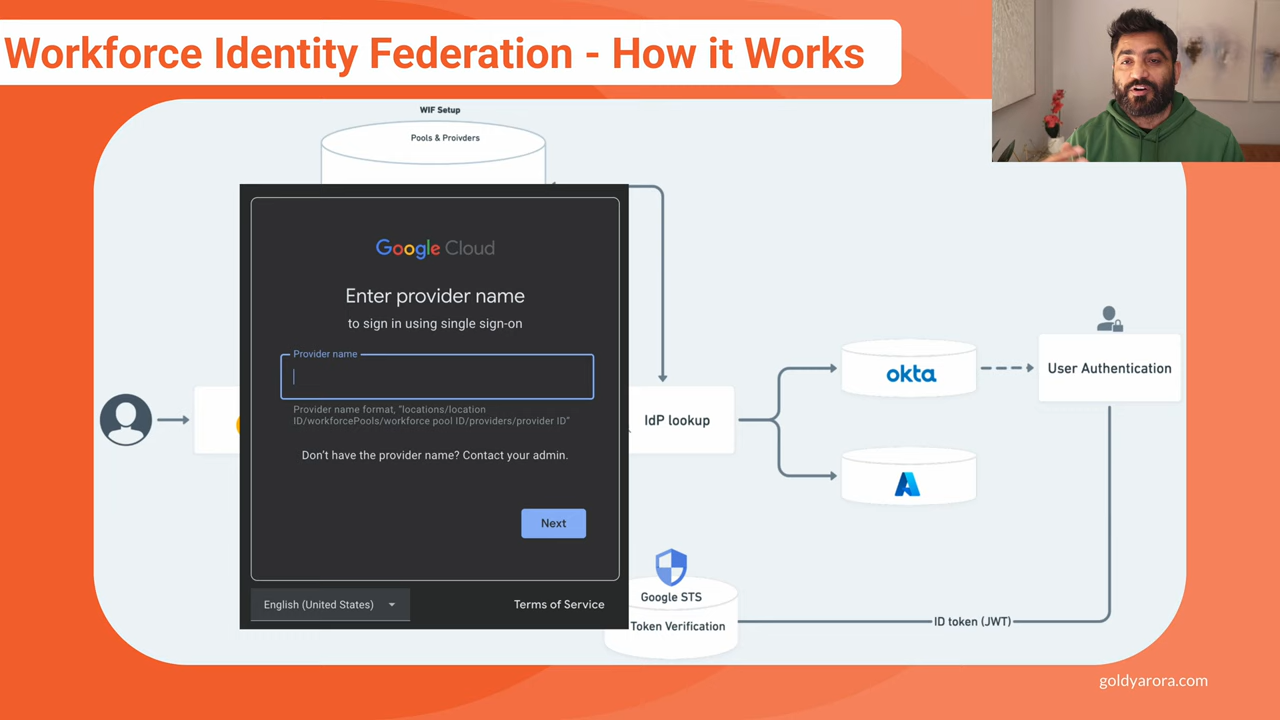 Workforce Identity Federation - How it Works
WIF Setup
Pools & Proivders
Google Cloud
Enter provider name
to sign in using single sign-on
Provider name
Provider name format, "locations/location
ID/workforcePools/workforce pool ID/providers/provider ID"
Don't have the provider name? Contact your admin.
Next
English (United States)
Terms of Service
IdP lookup
okta
User Authentication
Google STS
Token Verification
ID token (JWT)
goldyarora.com